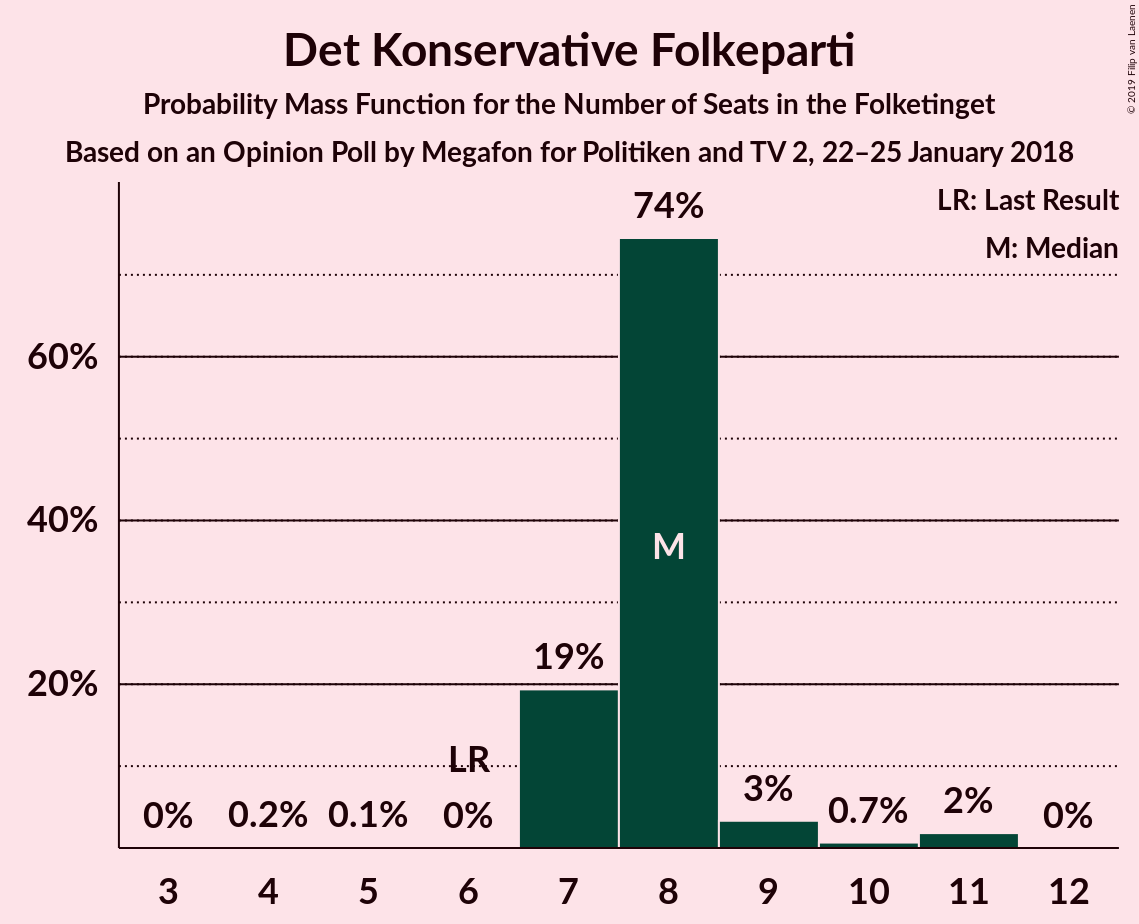 Det Konservative Folkeparti
Probability Mass Function for the Number of Seats in the Folketinget
Based on an Opinion Poll by Megafon for Politiken and TV 2, 22–25 January 2018
© 2019 Filip van Laenen
LR: Last Result
M: Median
74%
60%
40%
M
19%
20%
LR
0%
0.2%
0.1%
0%
3%
0.7%
2%
0%
3 4 5 6 7 8 9 10 11 12